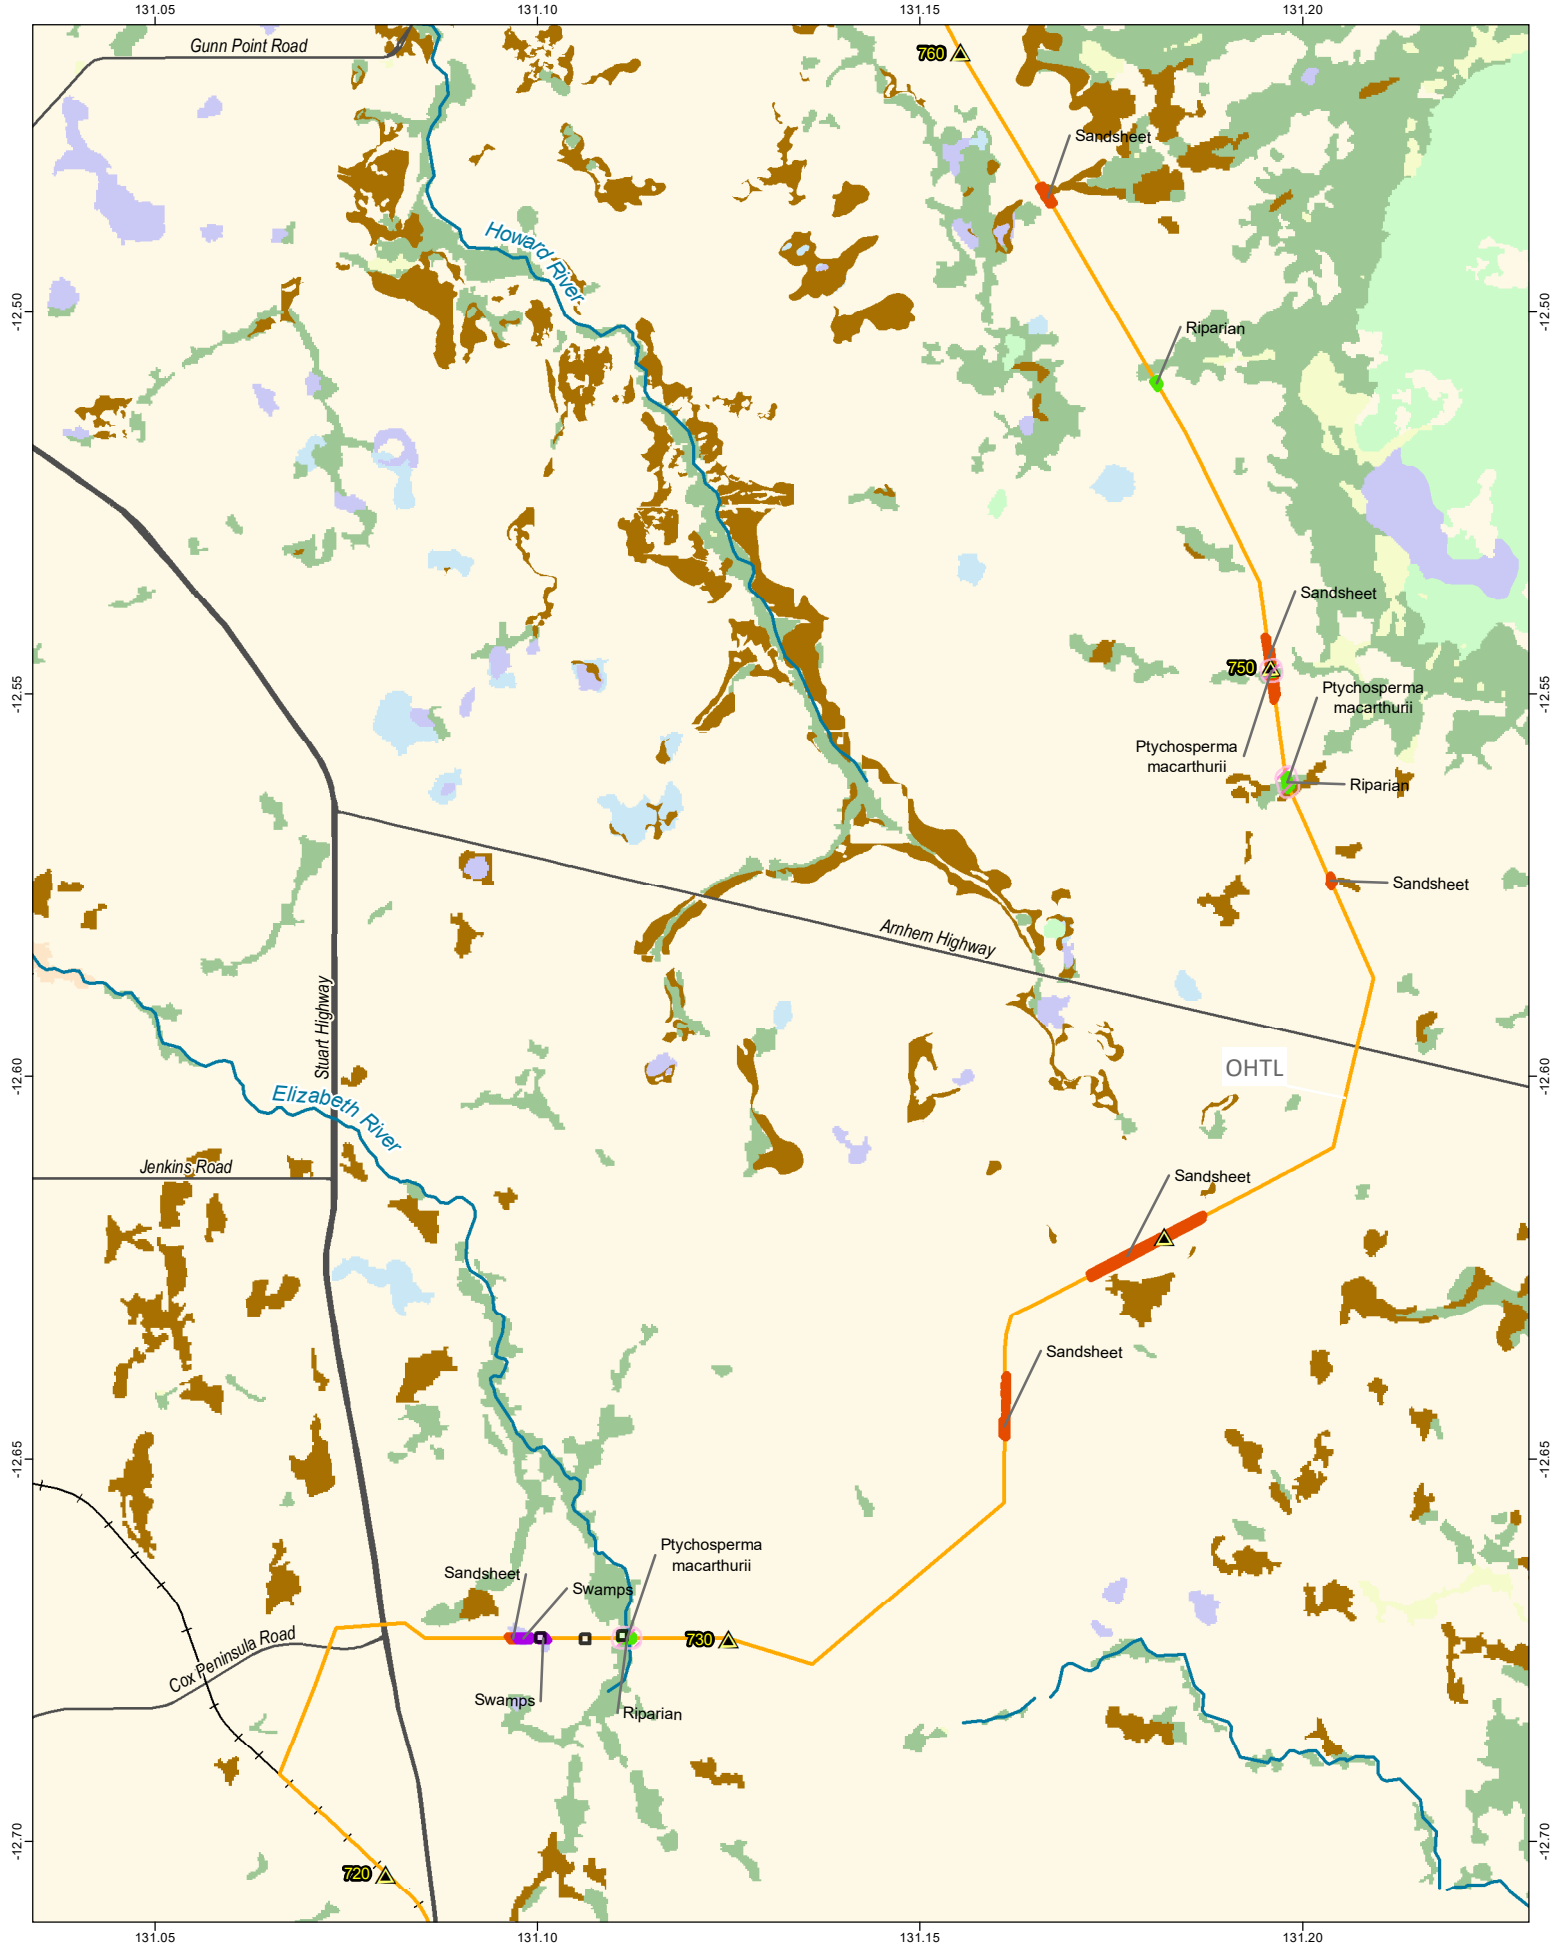 131.05
131.10
131.15
131.20
Gunn Point Road
760
Sandsheet
Howard River
-12.50
-12.50
Riparian
Sandsheet
750
-12.55
-12.55
Ptychosperma
macarthurii
Ptychosperma
macarthurii
Riparian
Sandsheet
Arnhem Highway
Stuart Highway
OHTL
-12.60
-12.60
Elizabeth River
Jenkins Road
Sandsheet
Sandsheet
-12.65
-12.65
Ptychosperma
macarthurii
Sandsheet
Swamps
730
Cox Peninsula Road
Swamps
Riparian
-12.70
-12.70
720
131.05
131.10
131.15
131.20